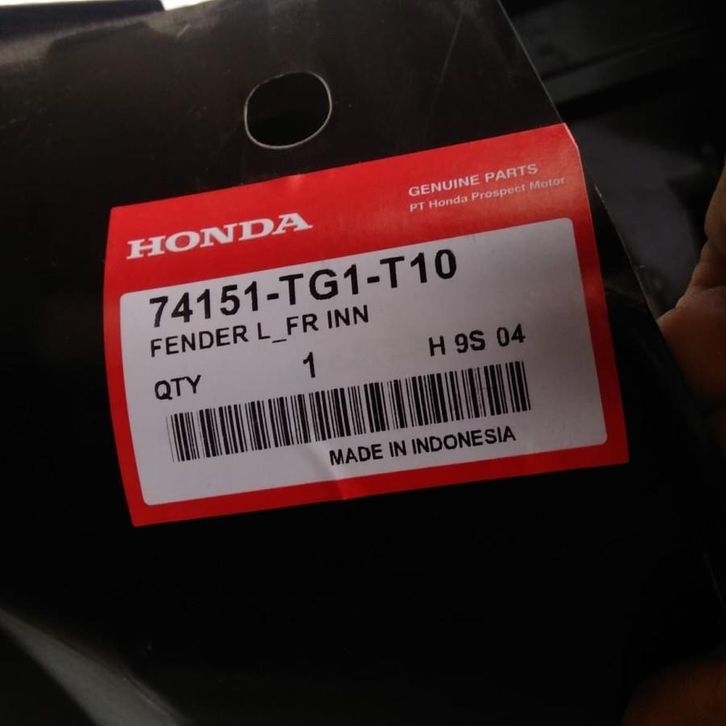 HONDA
GENUINE PARTS
PT Honda Prospect Motor
74151-TG1-T10
FENDER L_FR INN
QTY 1 H 9S 04
MADE IN INDONESIA